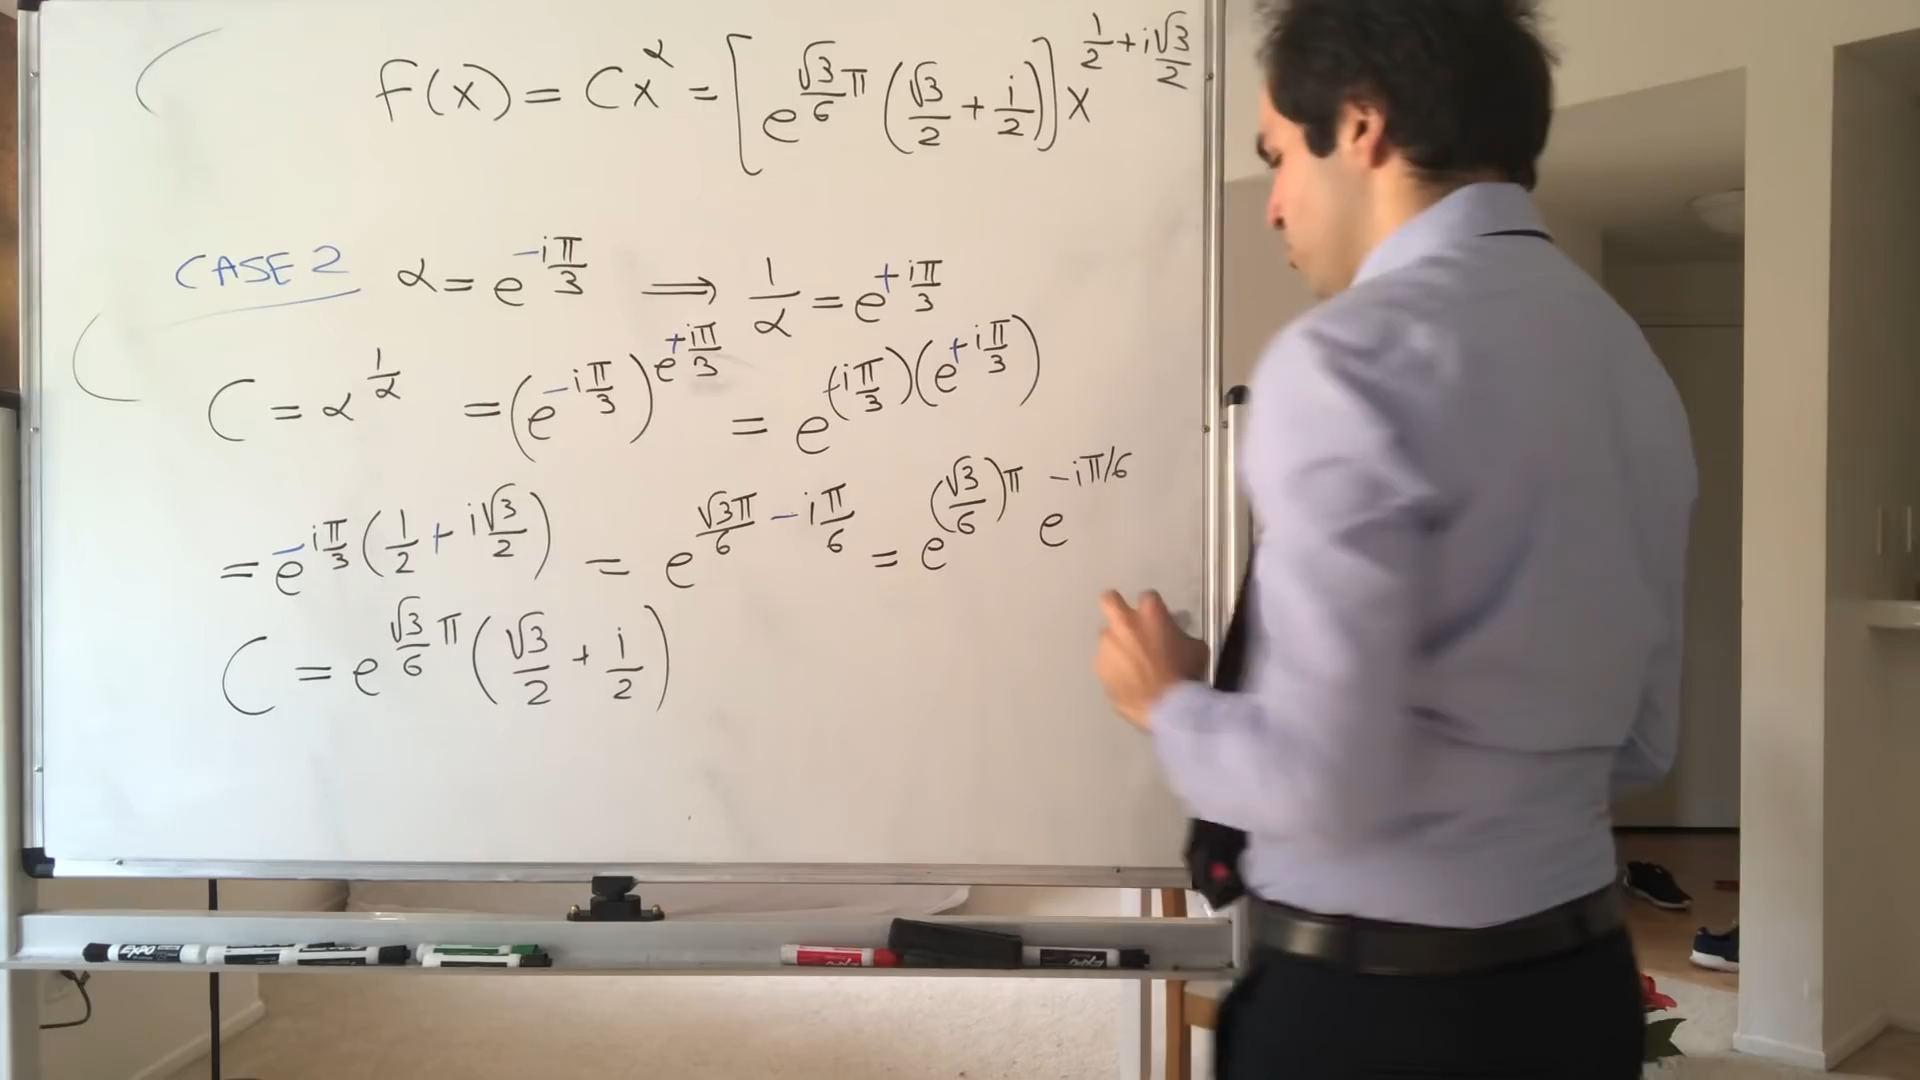 f(x) = Cx^α = [e^{√3/6 π} (√3/2 + i/2)] x^{1/2 + i√3/2}
CASE 2 α = e^{-iπ/3} ⟹ 1/α = e^{+iπ/3}
C = α^{1/α} = (e^{-iπ/3})^{e^{+iπ/3}} = e^{(-iπ/3)(e^{+iπ/3})}
= e^{-iπ/3 (1/2 + i√3/2)} = e^{√3π/6 - iπ/6} = e^{(√3/6)π} e^{-iπ/6}
C = e^{√3/6 π} (√3/2 + i/2)
EXPO